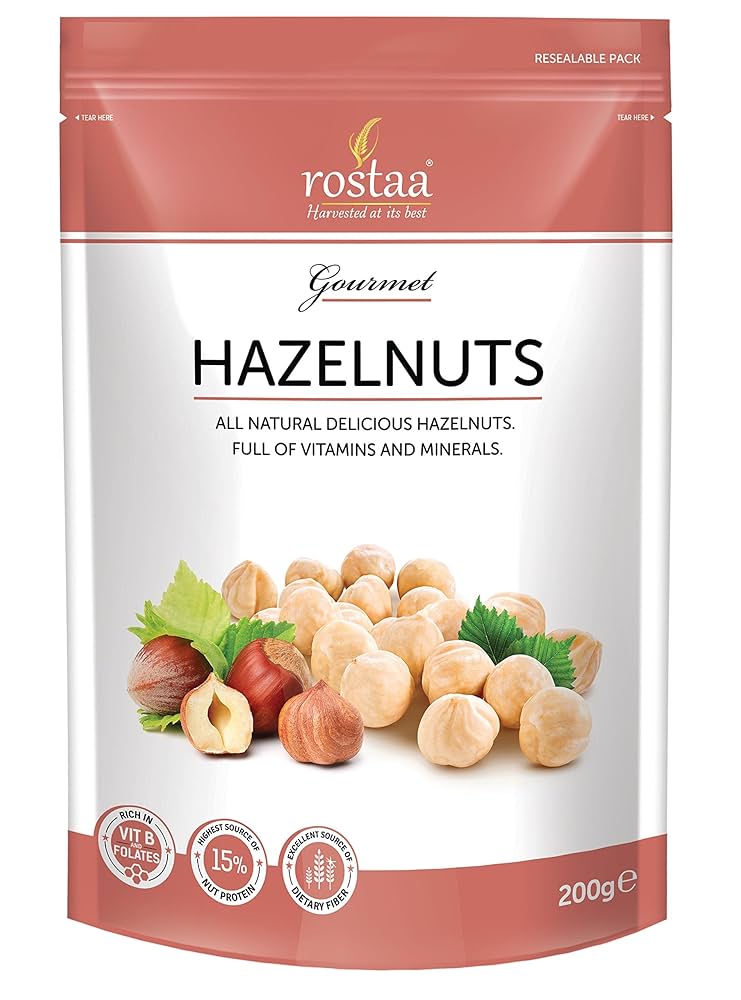 RESEALABLE PACK
◄ TEAR HERE
TEAR HERE ►
rostaa®
Harvested at its best
Gourmet
HAZELNUTS
ALL NATURAL DELICIOUS HAZELNUTS.
FULL OF VITAMINS AND MINERALS.
RICH IN
VIT B
AND
FOLATES
HIGHEST SOURCE OF
15%
NUT PROTEIN
EXCELLENT SOURCE OF
DIETARY FIBER
200g℮